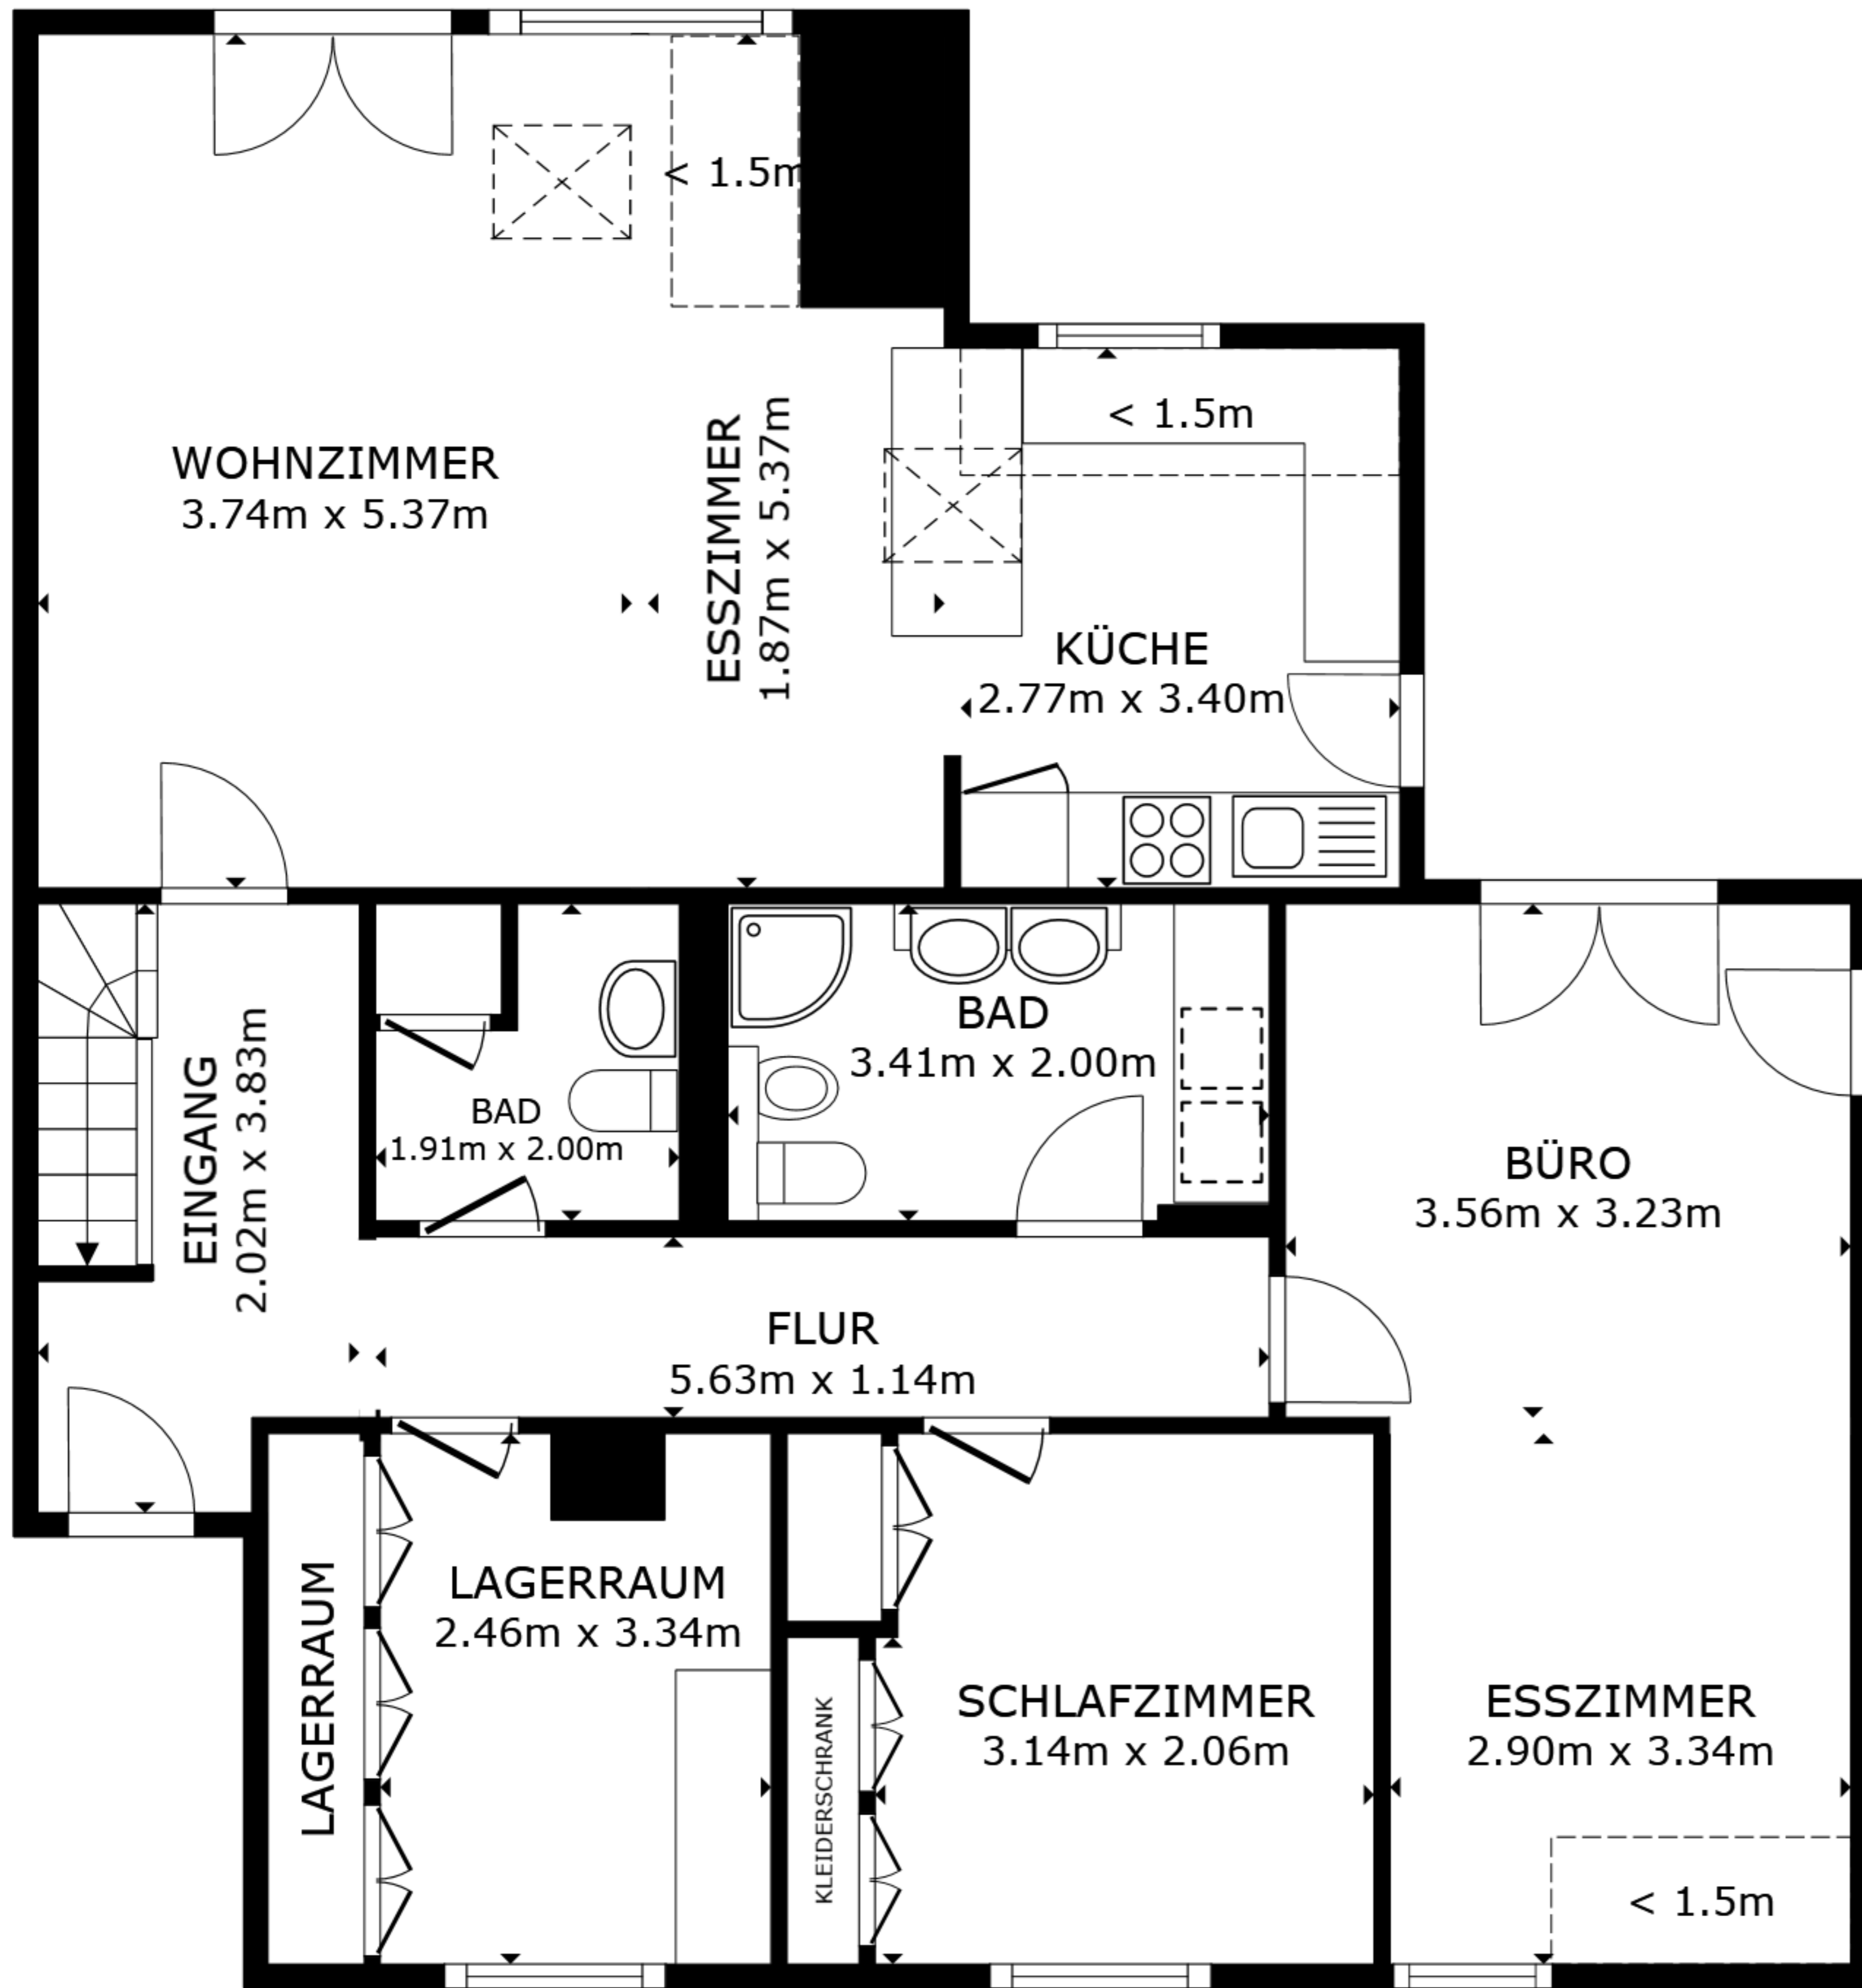 < 1.5m
WOHNZIMMER
3.74m x 5.37m
ESSZIMMER
1.87m x 5.37m
< 1.5m
KÜCHE
2.77m x 3.40m
EINGANG
2.02m x 3.83m
BAD
1.91m x 2.00m
BAD
3.41m x 2.00m
BÜRO
3.56m x 3.23m
FLUR
5.63m x 1.14m
LAGERRAUM
LAGERRAUM
2.46m x 3.34m
KLEIDERSCHRANK
SCHLAFZIMMER
3.14m x 2.06m
ESSZIMMER
2.90m x 3.34m
< 1.5m